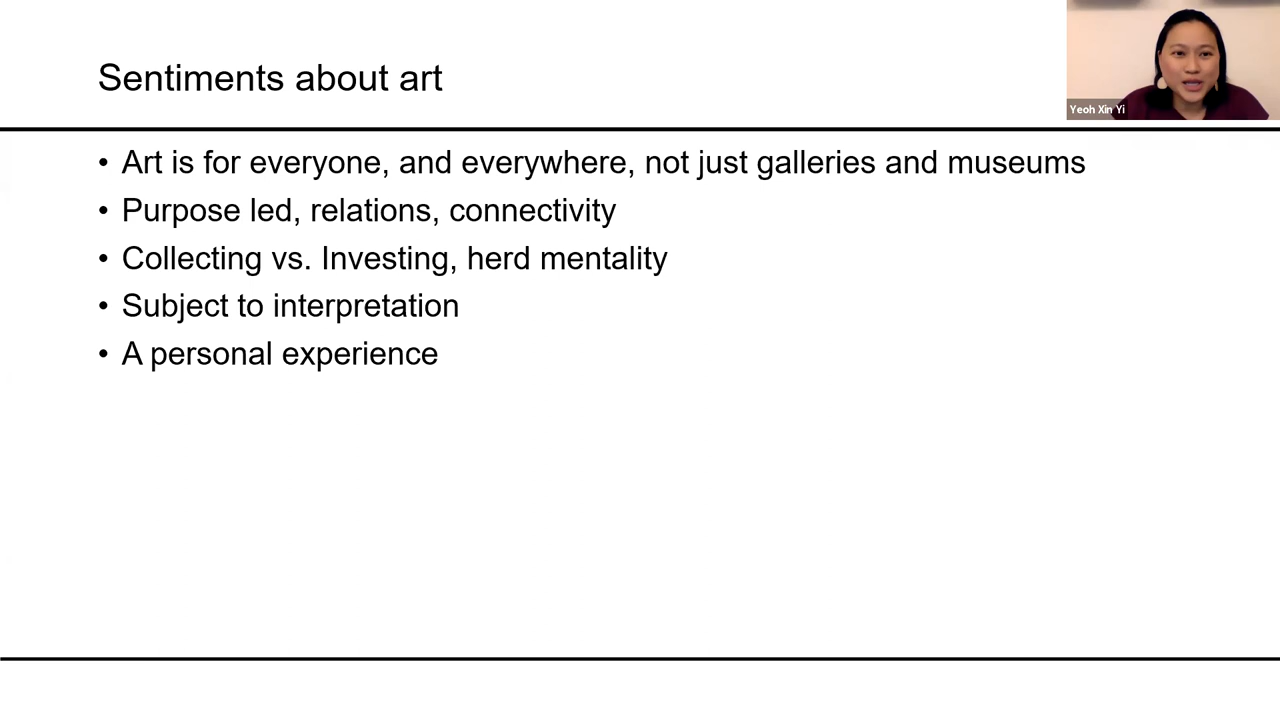 Sentiments about art
Yeoh Xin Yi
• Art is for everyone, and everywhere, not just galleries and museums
• Purpose led, relations, connectivity
• Collecting vs. Investing, herd mentality
• Subject to interpretation
• A personal experience